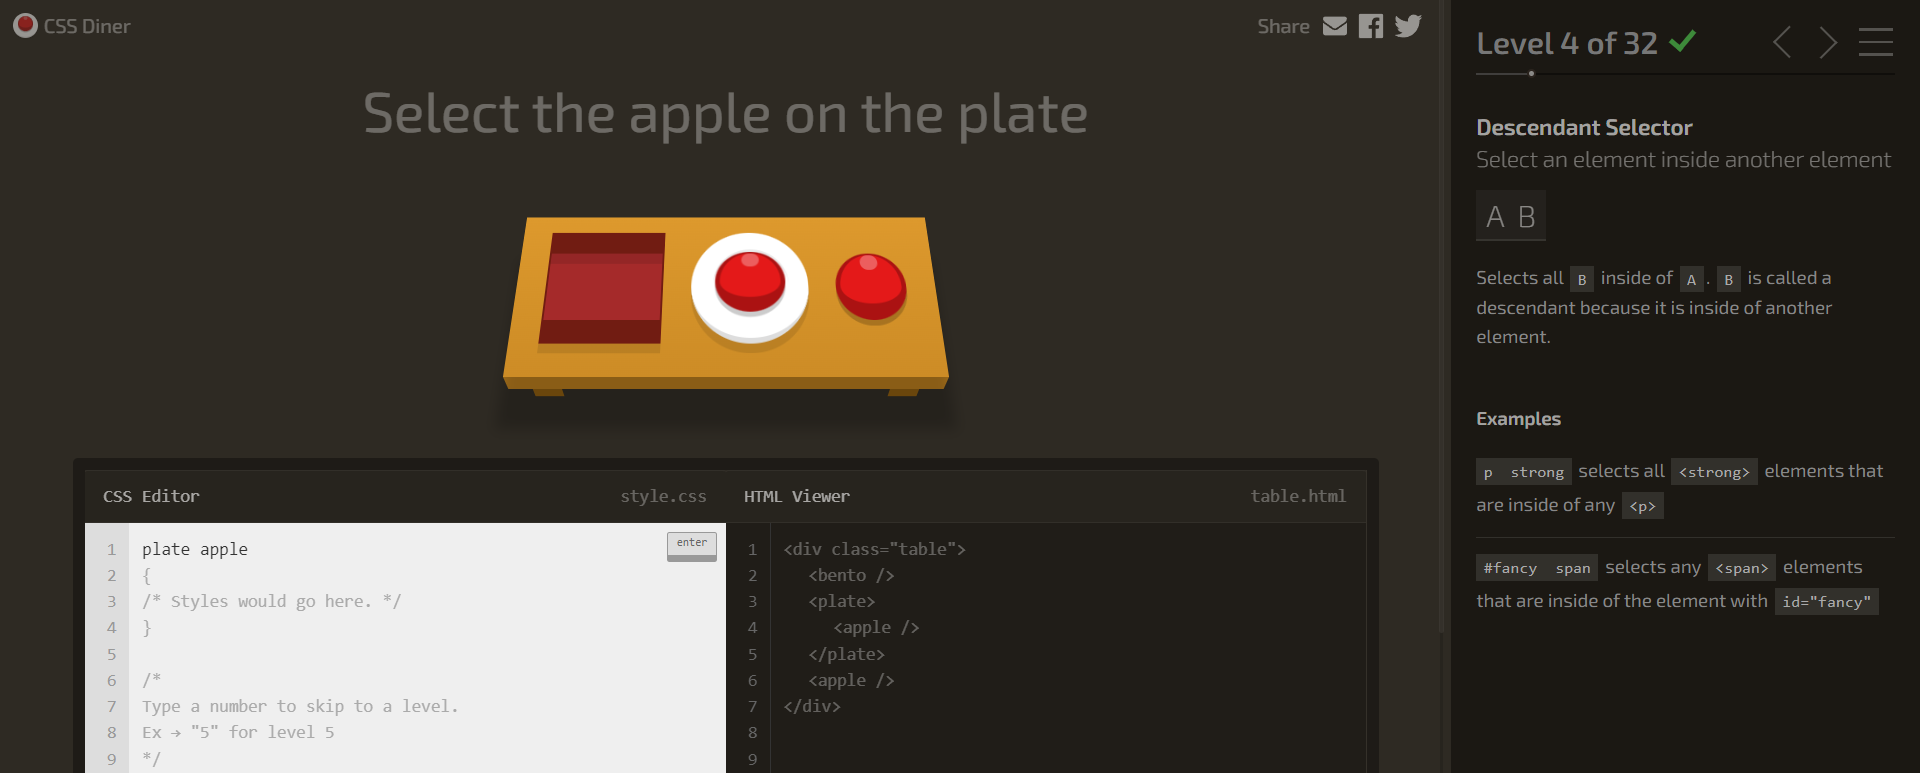 CSS Diner
Share
Select the apple on the plate
CSS Editor
style.css
1 plate apple
2 {
3 /* Styles would go here. */
4 }
5
6 /*
7 Type a number to skip to a level.
8 Ex → "5" for level 5
9 */
enter
HTML Viewer
table.html
1 <div class="table">
2 <bento />
3 <plate>
4 <apple />
5 </plate>
6 <apple />
7 </div>
8
9
Level 4 of 32
Descendant Selector
Select an element inside another element
A B
Selects all B inside of A . B is called a
descendant because it is inside of another
element.
Examples
p strong selects all <strong> elements that
are inside of any <p>
#fancy span selects any <span> elements
that are inside of the element with id="fancy"